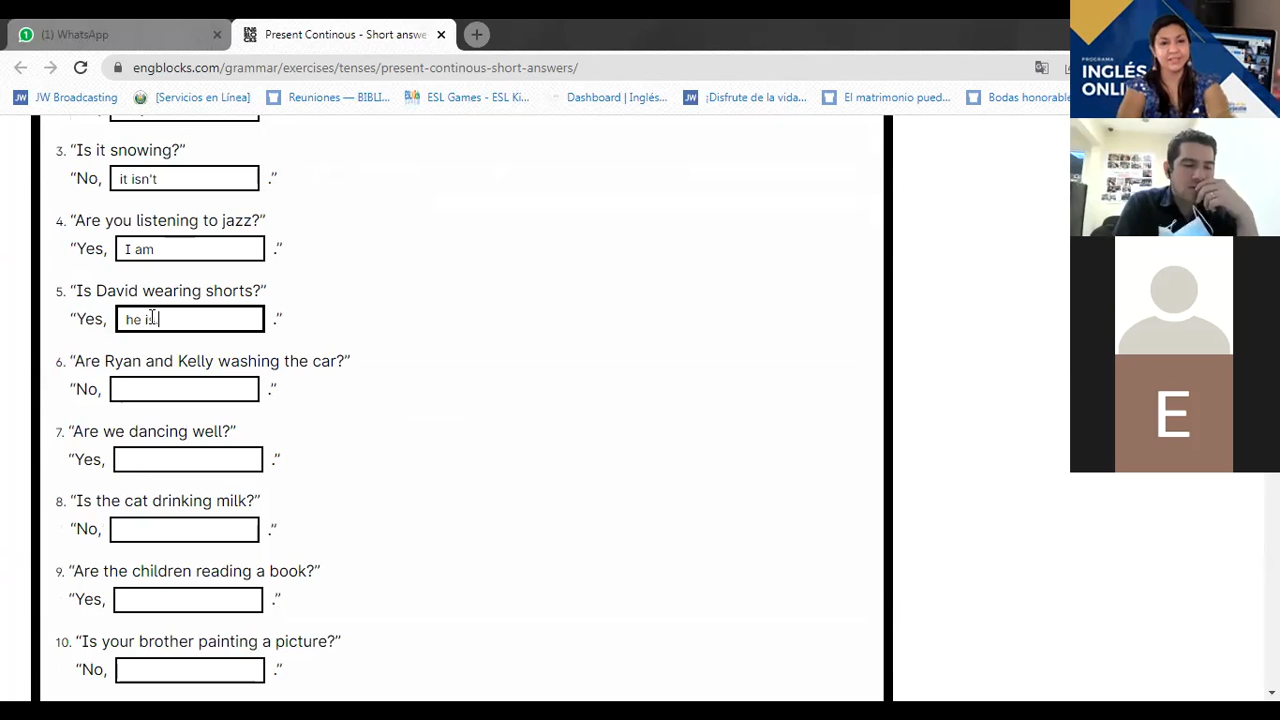 (1) WhatsApp
Present Continous - Short answe
engblocks.com/grammar/exercises/tenses/present-continous-short-answers/
JW Broadcasting
[Servicios en Línea]
Reuniones — BIBLI...
ESL Games - ESL Ki...
Dashboard | Inglés...
¡Disfrute de la vida...
El matrimonio pued...
Bodas honorable
PROGRAMA
INGLÉS
ONLI
3. “Is it snowing?”
“No, it isn't .”
4. “Are you listening to jazz?”
“Yes, I am .”
5. “Is David wearing shorts?”
“Yes, he is .”
6. “Are Ryan and Kelly washing the car?”
“No, .”
7. “Are we dancing well?”
“Yes, .”
8. “Is the cat drinking milk?”
“No, .”
9. “Are the children reading a book?”
“Yes, .”
10. “Is your brother painting a picture?”
“No, .”
E